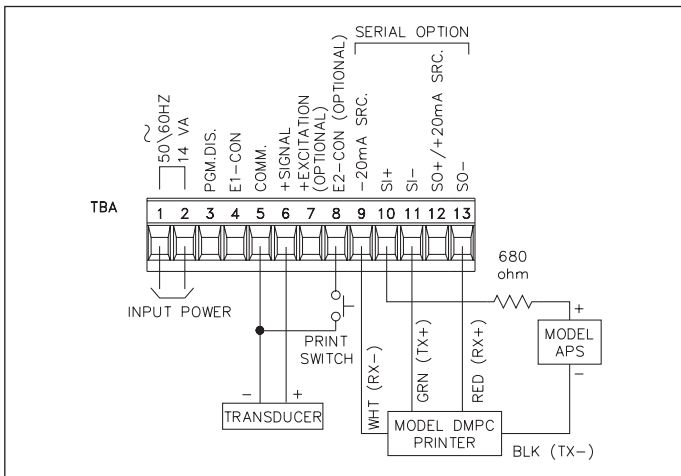 SERIAL OPTION
~
50\60HZ
14 VA
PGM.DIS.
E1-CON
COMM.
+SIGNAL
+EXCITATION
(OPTIONAL)
E2-CON (OPTIONAL)
-20mA SRC.
SI+
SI-
SO+/+20mA SRC.
SO-
TBA
1 2 3 4 5 6 7 8 9 10 11 12 13
INPUT POWER
PRINT
SWITCH
680
ohm
+
MODEL
APS
-
WHT (RX-)
GRN (TX+)
RED (RX+)
- +
TRANSDUCER
MODEL DMPC
PRINTER
BLK (TX-)